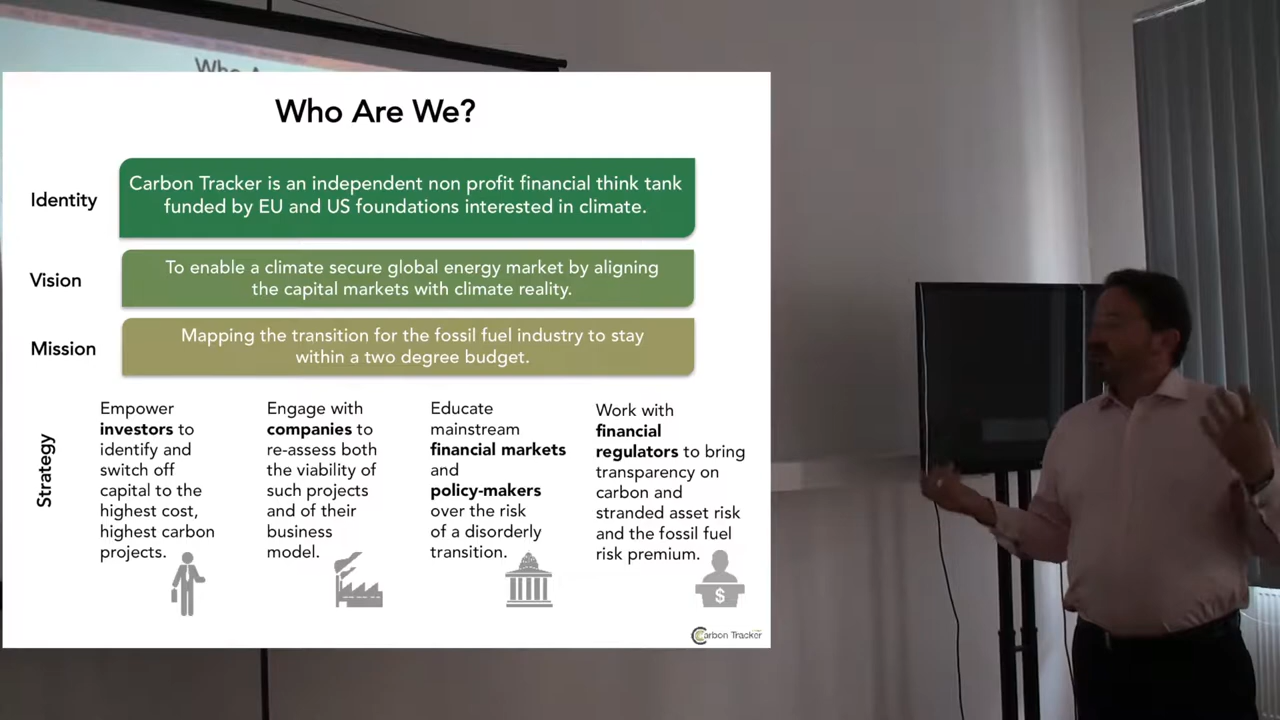 Who Are We?
Identity
Carbon Tracker is an independent non profit financial think tank
funded by EU and US foundations interested in climate.
Vision
To enable a climate secure global energy market by aligning
the capital markets with climate reality.
Mission
Mapping the transition for the fossil fuel industry to stay
within a two degree budget.
Strategy
Empower
investors to
identify and
switch off
capital to the
highest cost,
highest carbon
projects.
Engage with
companies to
re-assess both
the viability of
such projects
and of their
business
model.
Educate
mainstream
financial markets
and
policy-makers
over the risk
of a disorderly
transition.
Work with
financial
regulators to bring
transparency on
carbon and
stranded asset risk
and the fossil fuel
risk premium.
$
Carbon Tracker